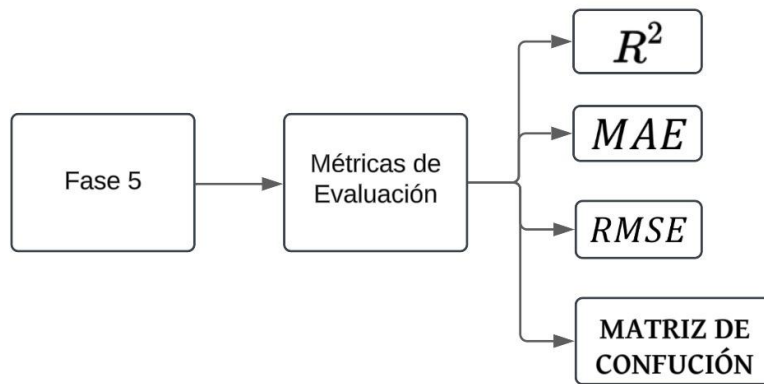 Fase 5
Métricas de
Evaluación
R²
MAE
RMSE
MATRIZ DE
CONFUCIÓN